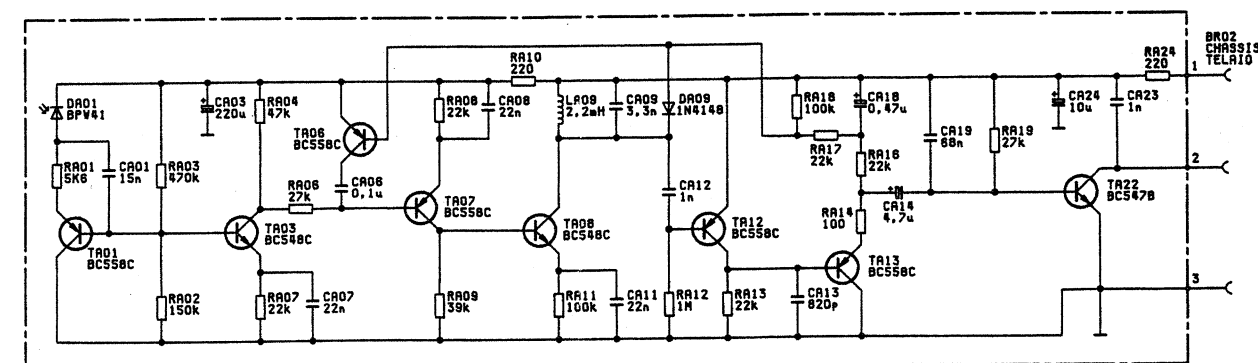 BR02
CHASSIS
TELAIO
RA24
220
1
RA10
220
DA01
BPW41
CA03
220u
RA04
47k
TA06
BC558C
RA08
22k
CA08
22n
LA09
2.2mH
CA09
3,3n
DA09
1N4148
RA18
100k
CA18
0,47u
RA17
22k
CA19
68n
RA19
27k
CA24
10u
CA23
1n
RA01
5K6
CA01
15n
RA03
470k
RA06
27k
CA06
0,1u
TA07
BC558C
CA12
1n
RA16
22k
2
TA22
BC547B
CA14
4,7u
RA14
100
TA01
BC558C
TA03
BC548C
TA08
BC548C
TA12
BC558C
TA13
BC558C
3
RA02
150k
RA07
22k
CA07
22n
RA09
39k
RA11
100k
CA11
22n
RA12
1M
RA13
22k
CA13
820p